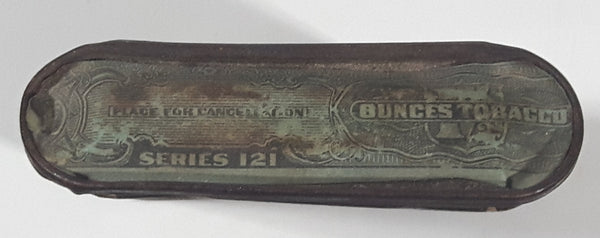 (PLACE FOR CANCELLATION)
OUNCES TOBACCO
SERIES 121